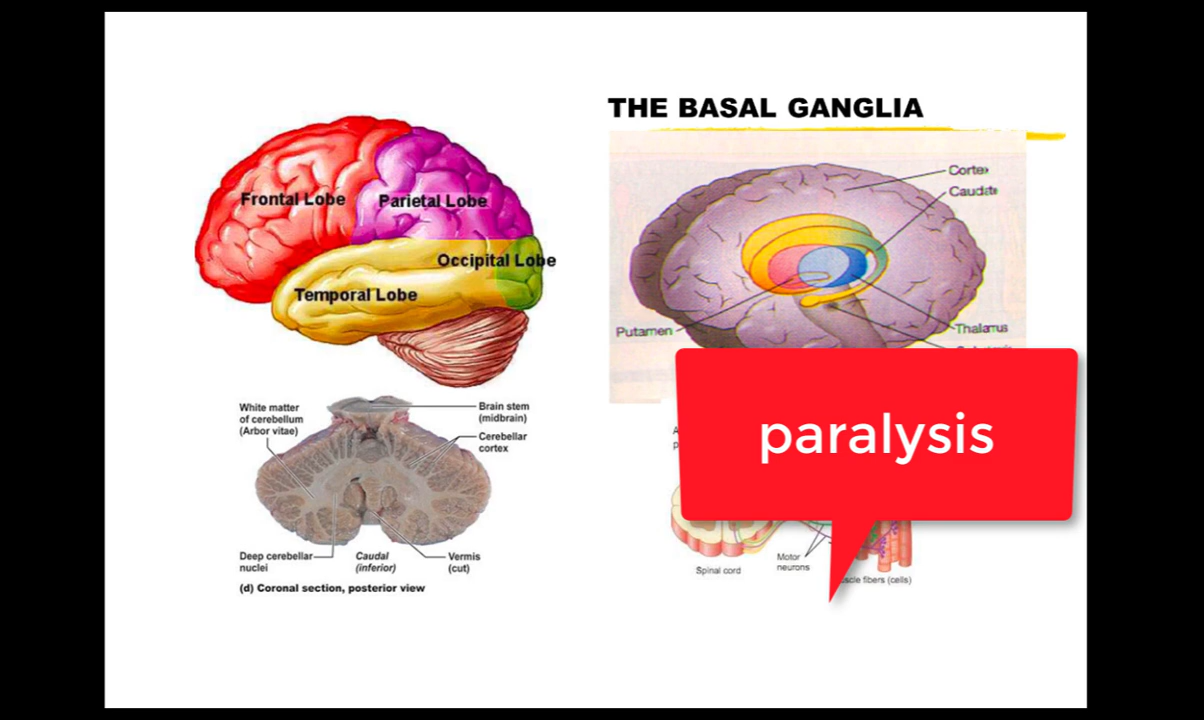 THE BASAL GANGLIA
Frontal Lobe
Parietal Lobe
Occipital Lobe
Temporal Lobe
Cortex
Caudate
Putamen
Thalamus
paralysis
White matter
of cerebellum
(Arbor vitae)
Brain stem
(midbrain)
Cerebellar
cortex
Deep cerebellar
nuclei
Caudal
(inferior)
Vermis
(cut)
(d) Coronal section, posterior view
Spinal cord
Motor
neurons
fibers (cells)